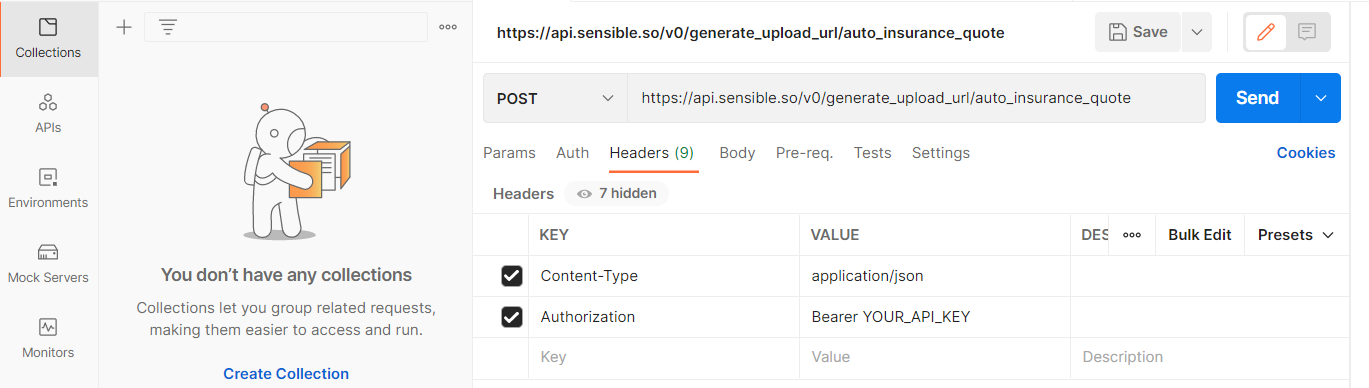 Collections
APIs
Environments
Mock Servers
Monitors
You don't have any collections
Collections let you group related requests,
making them easier to access and run.
Create Collection
https://api.sensible.so/v0/generate_upload_url/auto_insurance_quote
Save
POST
https://api.sensible.so/v0/generate_upload_url/auto_insurance_quote
Send
Params Auth Headers (9) Body Pre-req. Tests Settings Cookies
Headers 7 hidden
KEY VALUE DES Bulk Edit Presets
Content-Type application/json
Authorization Bearer YOUR_API_KEY
Key Value Description